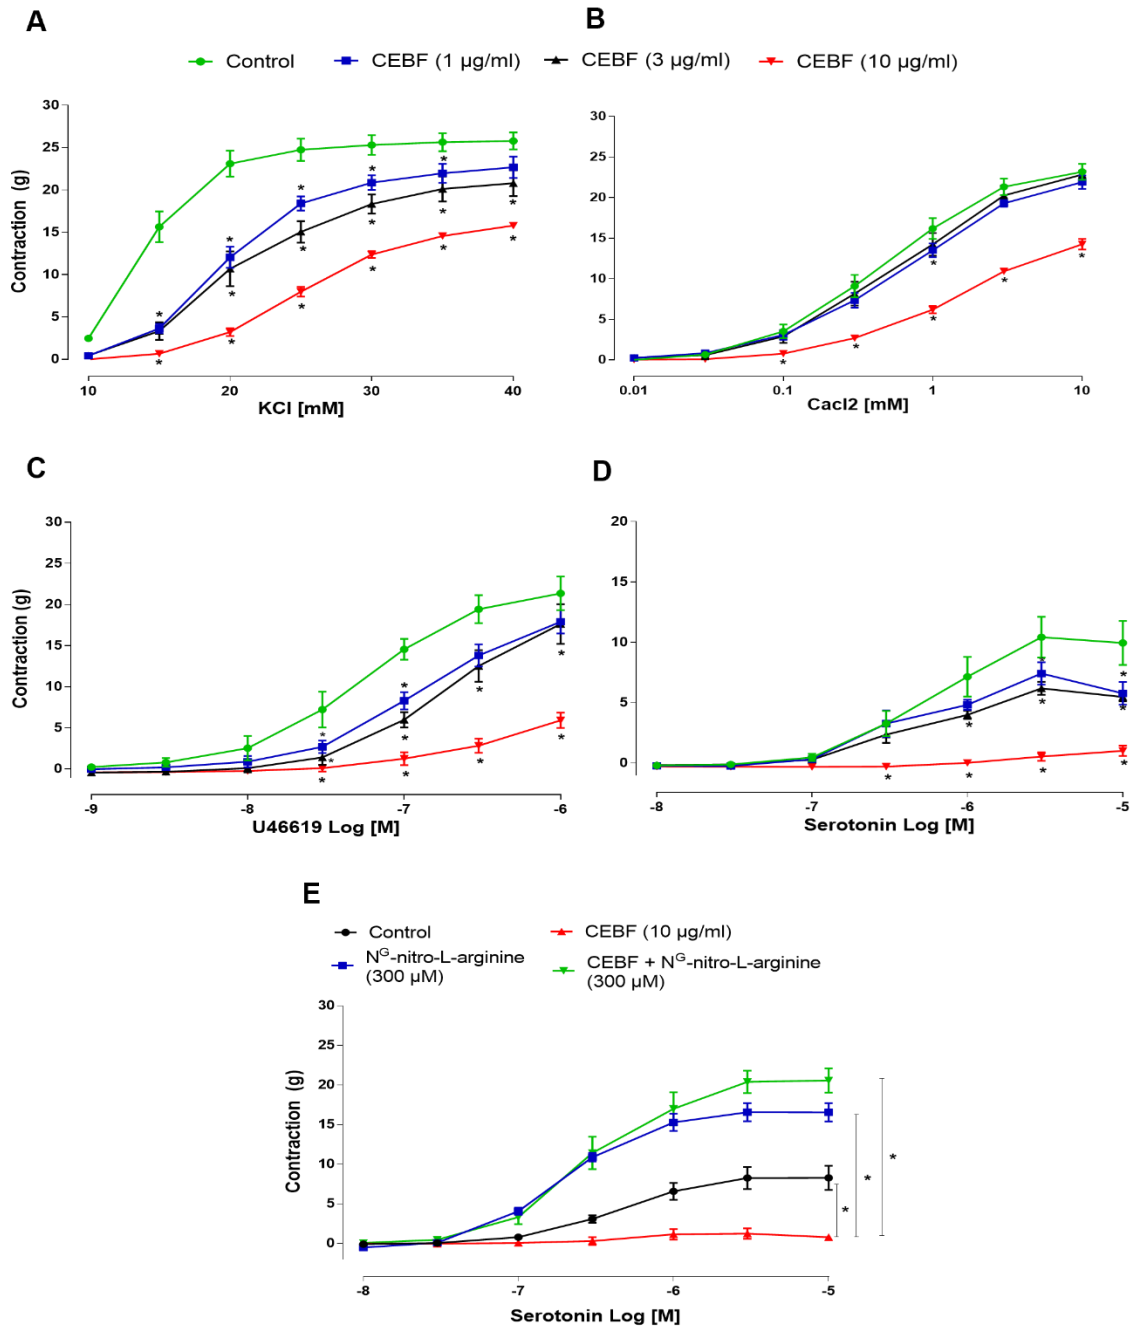 A
B
Control
CEBF (1 µg/ml)
CEBF (3 µg/ml)
CEBF (10 µg/ml)
30
25
20
15
10
5
0
Contraction (g)
10
20
30
40
KCl [mM]
30
25
20
15
10
5
0
0.01
0.1
1
10
Cacl2 [mM]
* * * * * * * * * * * * * * * *
* * * * * *
C
D
30
25
20
15
10
5
0
Contraction (g)
-9
-8
-7
-6
U46619 Log [M]
20
15
10
5
0
-8
-7
-6
-5
Serotonin Log [M]
E
Control
CEBF (10 µg/ml)
N^G-nitro-L-arginine
(300 µM)
CEBF + N^G-nitro-L-arginine
(300 µM)
30
25
20
15
10
5
0
Contraction (g)
* * *
-8
-7
-6
-5
Serotonin Log [M]